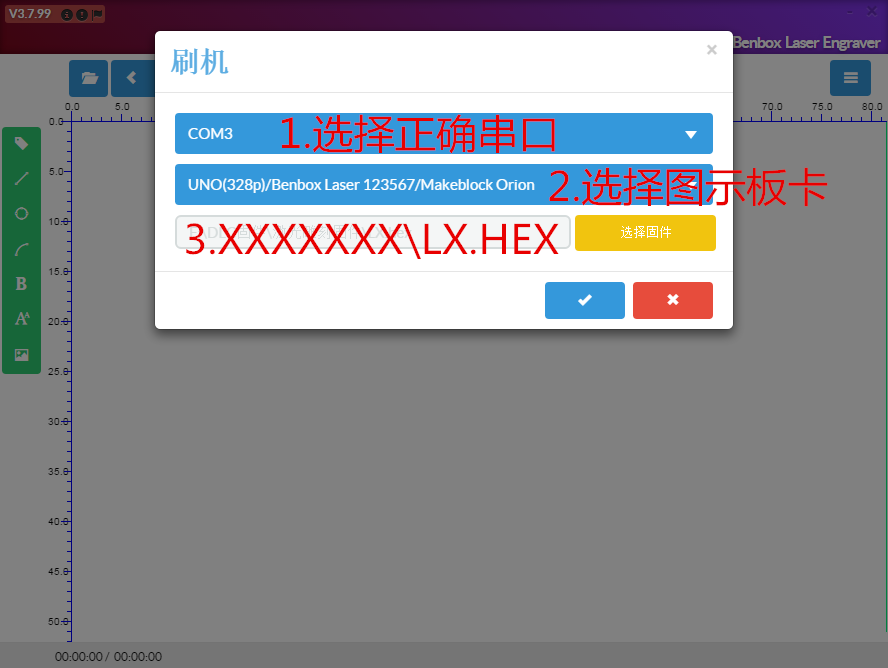 V3.7.99
Benbox Laser Engraver
刷机
×
0.0 5.0 70.0 75.0 80.0
COM3 1.选择正确串口
UNO(328p)/Benbox Laser 123567/Makeblock Orion 2.选择图示板卡
3.XXXXXXXX\LX.HEX 选择固件
0.0
5.0
10.0
15.0
20.0
25.0
30.0
35.0
40.0
45.0
50.0
B
AA
00:00:00 / 00:00:00